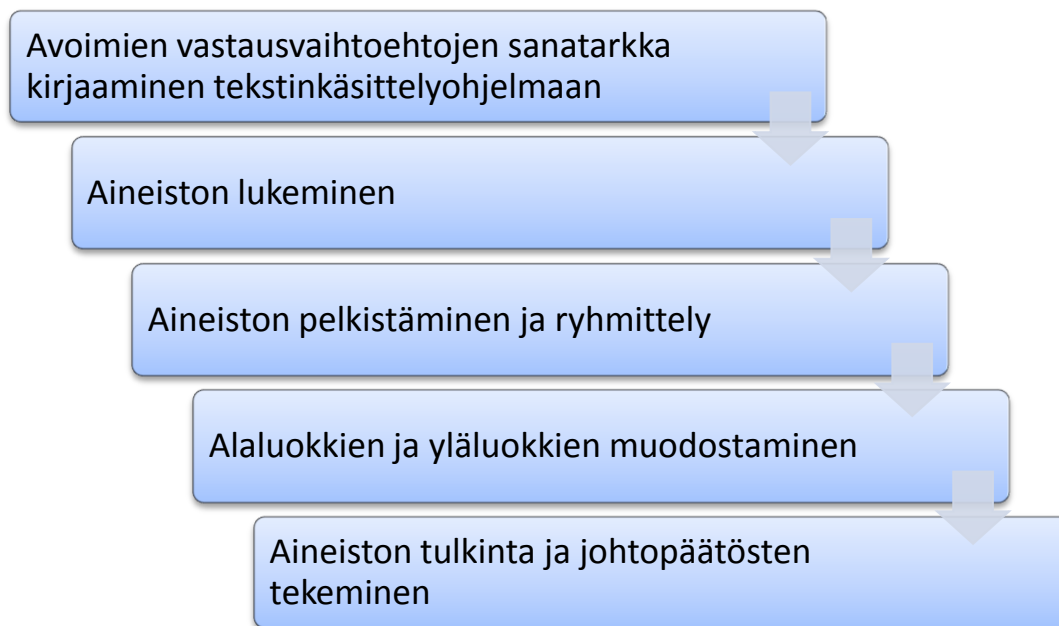 Avoimien vastausvaihtoehtojen sanatarkka
kirjaaminen tekstinkäsittelyohjelmaan
Aineiston lukeminen
Aineiston pelkistäminen ja ryhmittely
Alaluokkien ja yläluokkien muodostaminen
Aineiston tulkinta ja johtopäätösten
tekeminen